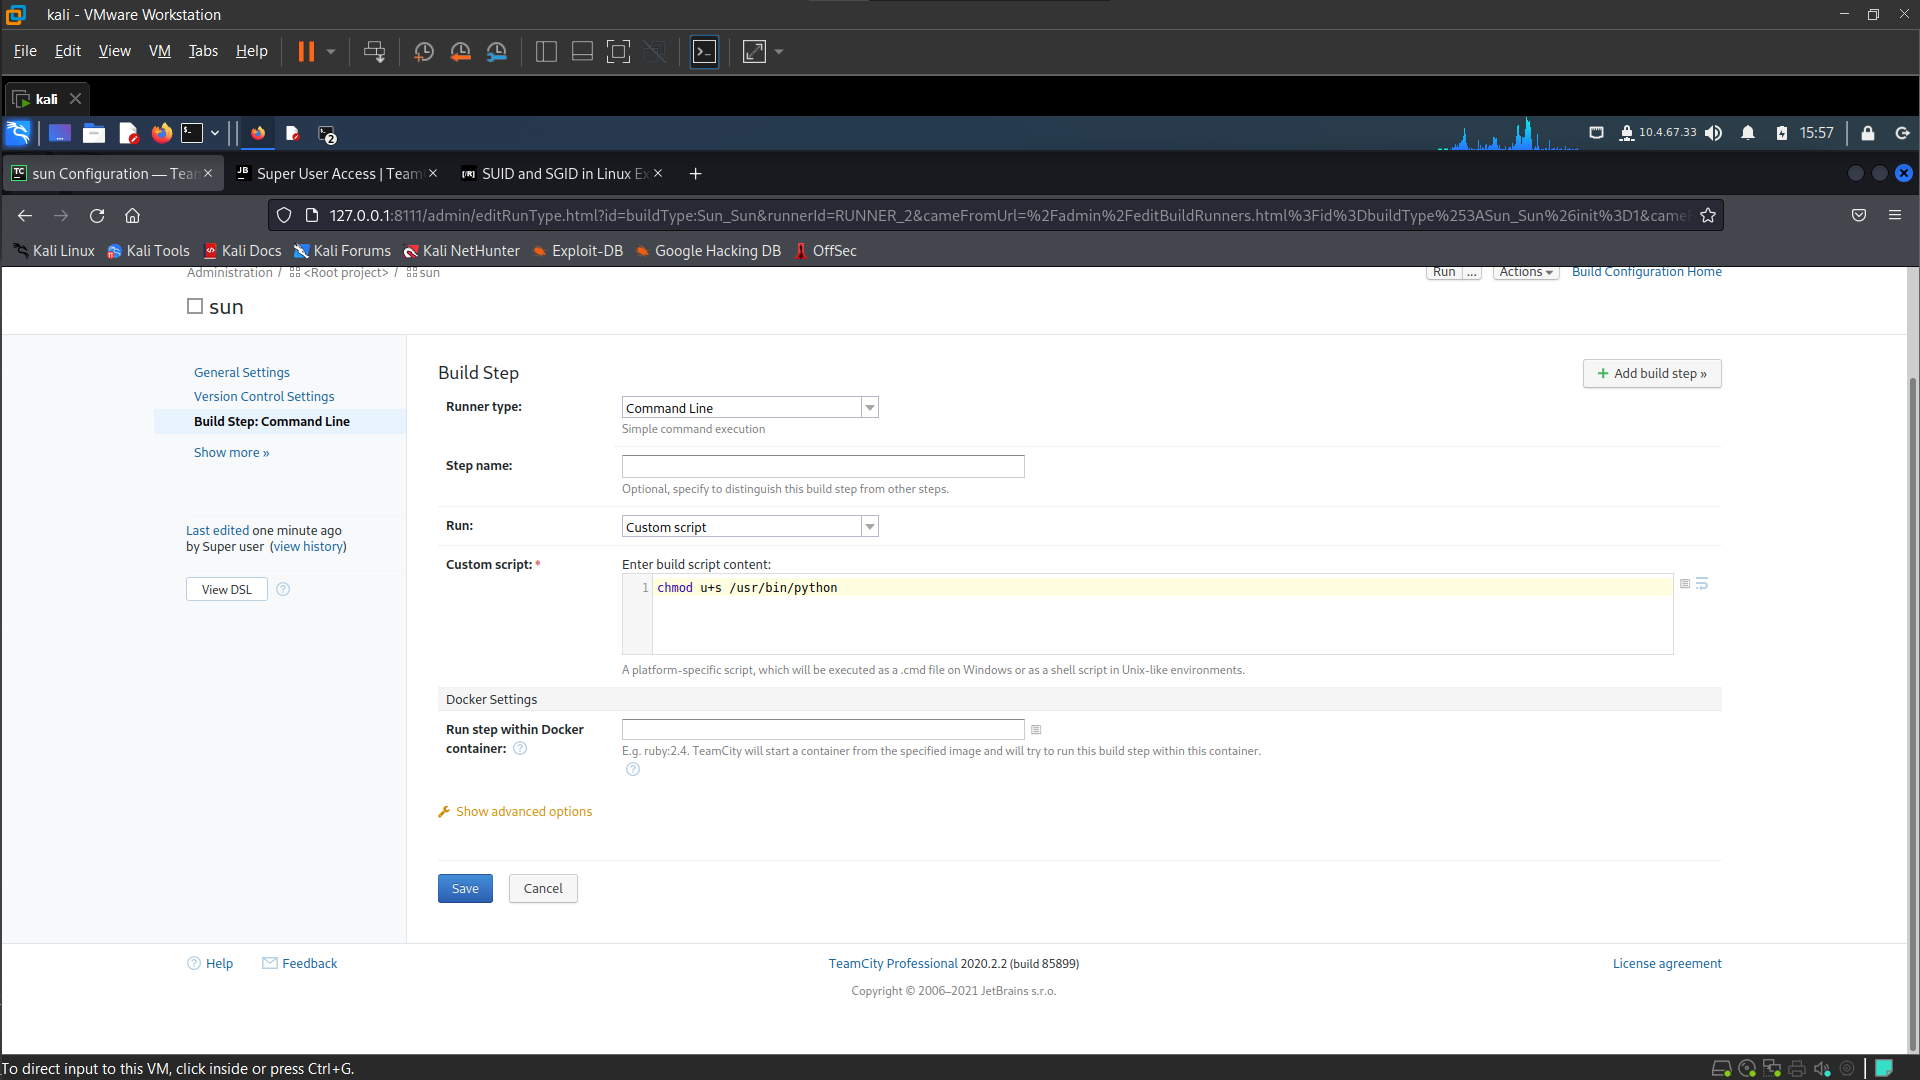 kali - VMware Workstation
File Edit View VM Tabs Help
kali
2
10.4.67.33
15:57
TC sun Configuration — Team
JB Super User Access | Team
[/R] SUID and SGID in Linux Ex
127.0.0.1:8111/admin/editRunType.html?id=buildType:Sun_Sun&runnerId=RUNNER_2&cameFromUrl=%2Fadmin%2FeditBuildRunners.html%3Fid%3DbuildType%253ASun_Sun%26init%3D1&came
Kali Linux Kali Tools Kali Docs Kali Forums Kali NetHunter Exploit-DB Google Hacking DB OffSec
Administration / <Root project> / sun
Run ... Actions Build Configuration Home
sun
General Settings
Version Control Settings
Build Step: Command Line
Show more »
Last edited one minute ago
by Super user (view history)
View DSL ?
Build Step
+ Add build step »
Runner type: Command Line
Simple command execution
Step name:
Optional, specify to distinguish this build step from other steps.
Run: Custom script
Custom script: * Enter build script content:
1 chmod u+s /usr/bin/python
A platform-specific script, which will be executed as a .cmd file on Windows or as a shell script in Unix-like environments.
Docker Settings
Run step within Docker
container: ?
E.g. ruby:2.4. TeamCity will start a container from the specified image and will try to run this build step within this container.
?
Show advanced options
Save Cancel
? Help Feedback
TeamCity Professional 2020.2.2 (build 85899)
License agreement
Copyright © 2006–2021 JetBrains s.r.o.
To direct input to this VM, click inside or press Ctrl+G.